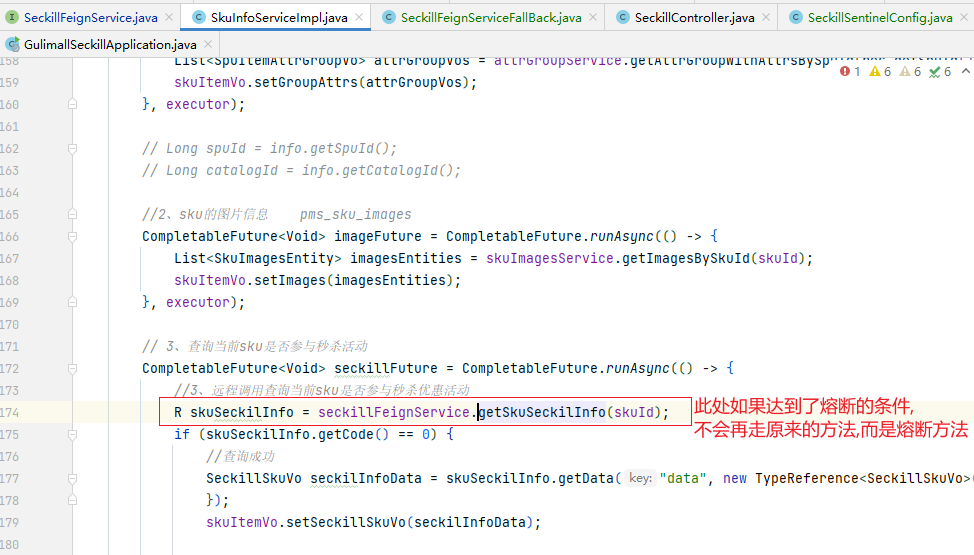 SeckillFeignService.java SkuInfoServiceImpl.java SeckillFeignServiceFallBack.java SeckillController.java SeckillSentinelConfig.java
GulimallSeckillApplication.java
158 List<SpuItemAttrGroupVo> attrGroupVos = attrGroupService.
1 6 6 6
159 skuItemVo.setGroupAttrs(attrGroupVos);
160 }, executor);
161
162 // Long spuId = info.getSpuId();
163 // Long catalogId = info.getCatalogId();
164
165 //2、sku的图片信息 pms_sku_images
166 CompletableFuture<Void> imageFuture = CompletableFuture.runAsync(() -> {
167 List<SkuImagesEntity> imagesEntities = skuImagesService.getImagesBySkuId(skuId);
168 skuItemVo.setImages(imagesEntities);
169 }, executor);
170
171 // 3、查询当前sku是否参与秒杀活动
172 CompletableFuture<Void> seckillFuture = CompletableFuture.runAsync(() -> {
173 //3、远程调用查询当前sku是否参与秒杀优惠活动
174 R skuSeckilInfo = seckillFeignService.getSkuSeckilInfo(skuId);
此处如果达到了熔断的条件,
不会再走原来的方法,而是熔断方法
175 if (skuSeckilInfo.getCode() == 0) {
176 //查询成功
177 SeckillSkuVo seckilInfoData = skuSeckilInfo.getData( key: "data", new TypeReference<SeckillSkuVo>(
178 });
179 skuItemVo.setSeckillSkuVo(seckilInfoData);
180